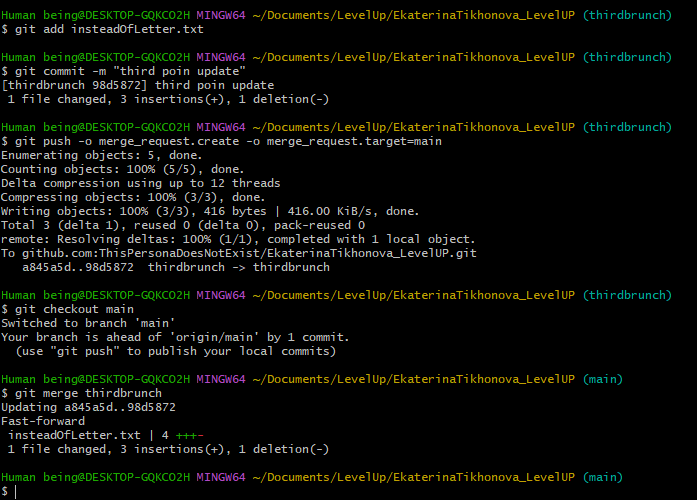 Human being@DESKTOP-GQKCO2H MINGW64 ~/Documents/LevelUp/EkaterinaTikhonova_LevelUP (thirdbrunch)
$ git add insteadOfLetter.txt
Human being@DESKTOP-GQKCO2H MINGW64 ~/Documents/LevelUp/EkaterinaTikhonova_LevelUP (thirdbrunch)
$ git commit -m "third poin update"
[thirdbrunch 98d5872] third poin update
1 file changed, 3 insertions(+), 1 deletion(-)
Human being@DESKTOP-GQKCO2H MINGW64 ~/Documents/LevelUp/EkaterinaTikhonova_LevelUP (thirdbrunch)
$ git push -o merge_request.create -o merge_request.target=main
Enumerating objects: 5, done.
Counting objects: 100% (5/5), done.
Delta compression using up to 12 threads
Compressing objects: 100% (3/3), done.
Writing objects: 100% (3/3), 416 bytes | 416.00 KiB/s, done.
Total 3 (delta 1), reused 0 (delta 0), pack-reused 0
remote: Resolving deltas: 100% (1/1), completed with 1 local object.
To github.com:ThisPersonaDoesNotExist/EkaterinaTikhonova_LevelUP.git
a845a5d..98d5872  thirdbrunch -> thirdbrunch
Human being@DESKTOP-GQKCO2H MINGW64 ~/Documents/LevelUp/EkaterinaTikhonova_LevelUP (thirdbrunch)
$ git checkout main
Switched to branch 'main'
Your branch is ahead of 'origin/main' by 1 commit.
(use "git push" to publish your local commits)
Human being@DESKTOP-GQKCO2H MINGW64 ~/Documents/LevelUp/EkaterinaTikhonova_LevelUP (main)
$ git merge thirdbrunch
Updating a845a5d..98d5872
Fast-forward
insteadOfLetter.txt | 4 +++-
1 file changed, 3 insertions(+), 1 deletion(-)
Human being@DESKTOP-GQKCO2H MINGW64 ~/Documents/LevelUp/EkaterinaTikhonova_LevelUP (main)
$